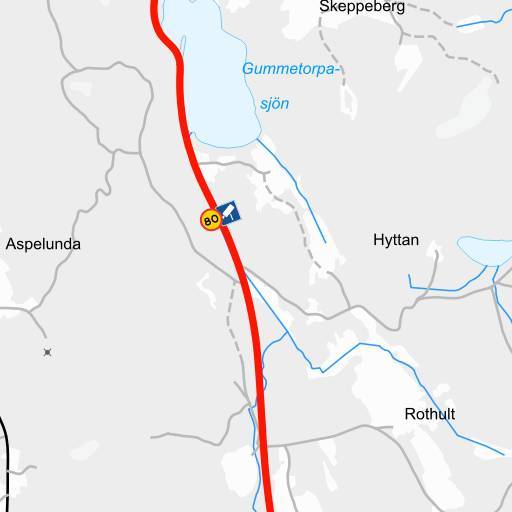 Skeppeberg
Gummetorpa-
sjön
80
Aspelunda
Hyttan
Rothult